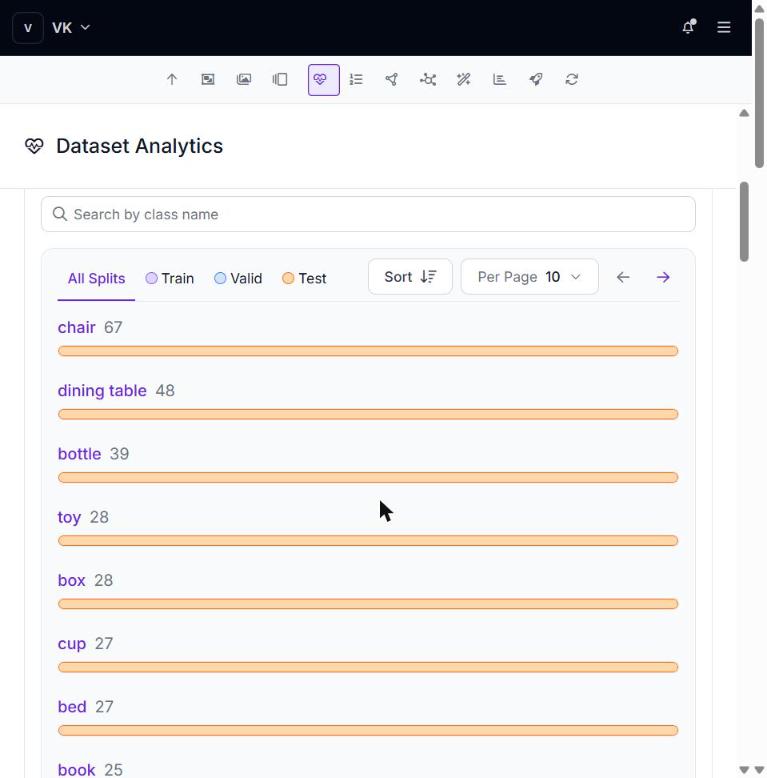 V VK
Dataset Analytics
Search by class name
All Splits Train Valid Test Sort Per Page 10
chair 67
dining table 48
bottle 39
toy 28
box 28
cup 27
bed 27
book 25